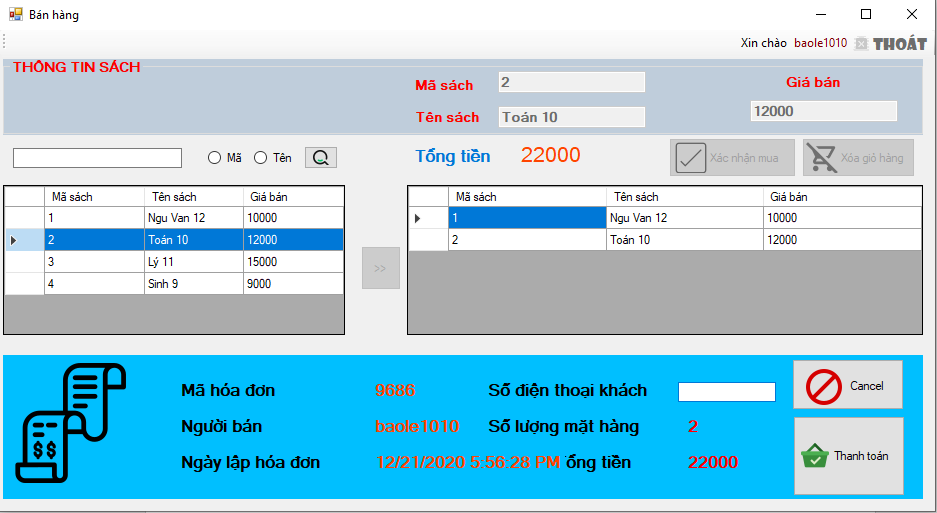 Bán hàng
Xin chào baole1010 THOÁT
THÔNG TIN SÁCH
Mã sách 2 Giá bán
Tên sách Toán 10 12000
Mã Tên Tổng tiền 22000 Xác nhận mua Xóa giỏ hàng
Mã sách Tên sách Giá bán
1 Ngu Van 12 10000
2 Toán 10 12000
3 Lý 11 15000
4 Sinh 9 9000
>>
Mã sách Tên sách Giá bán
1 Ngu Van 12 10000
2 Toán 10 12000
$$
Mã hóa đơn 9686 Số điện thoại khách
Người bán baole1010 Số lượng mặt hàng 2
Ngày lập hóa đơn 12/21/2020 5:56:28 PM ổng tiền 22000
Cancel
Thanh toán